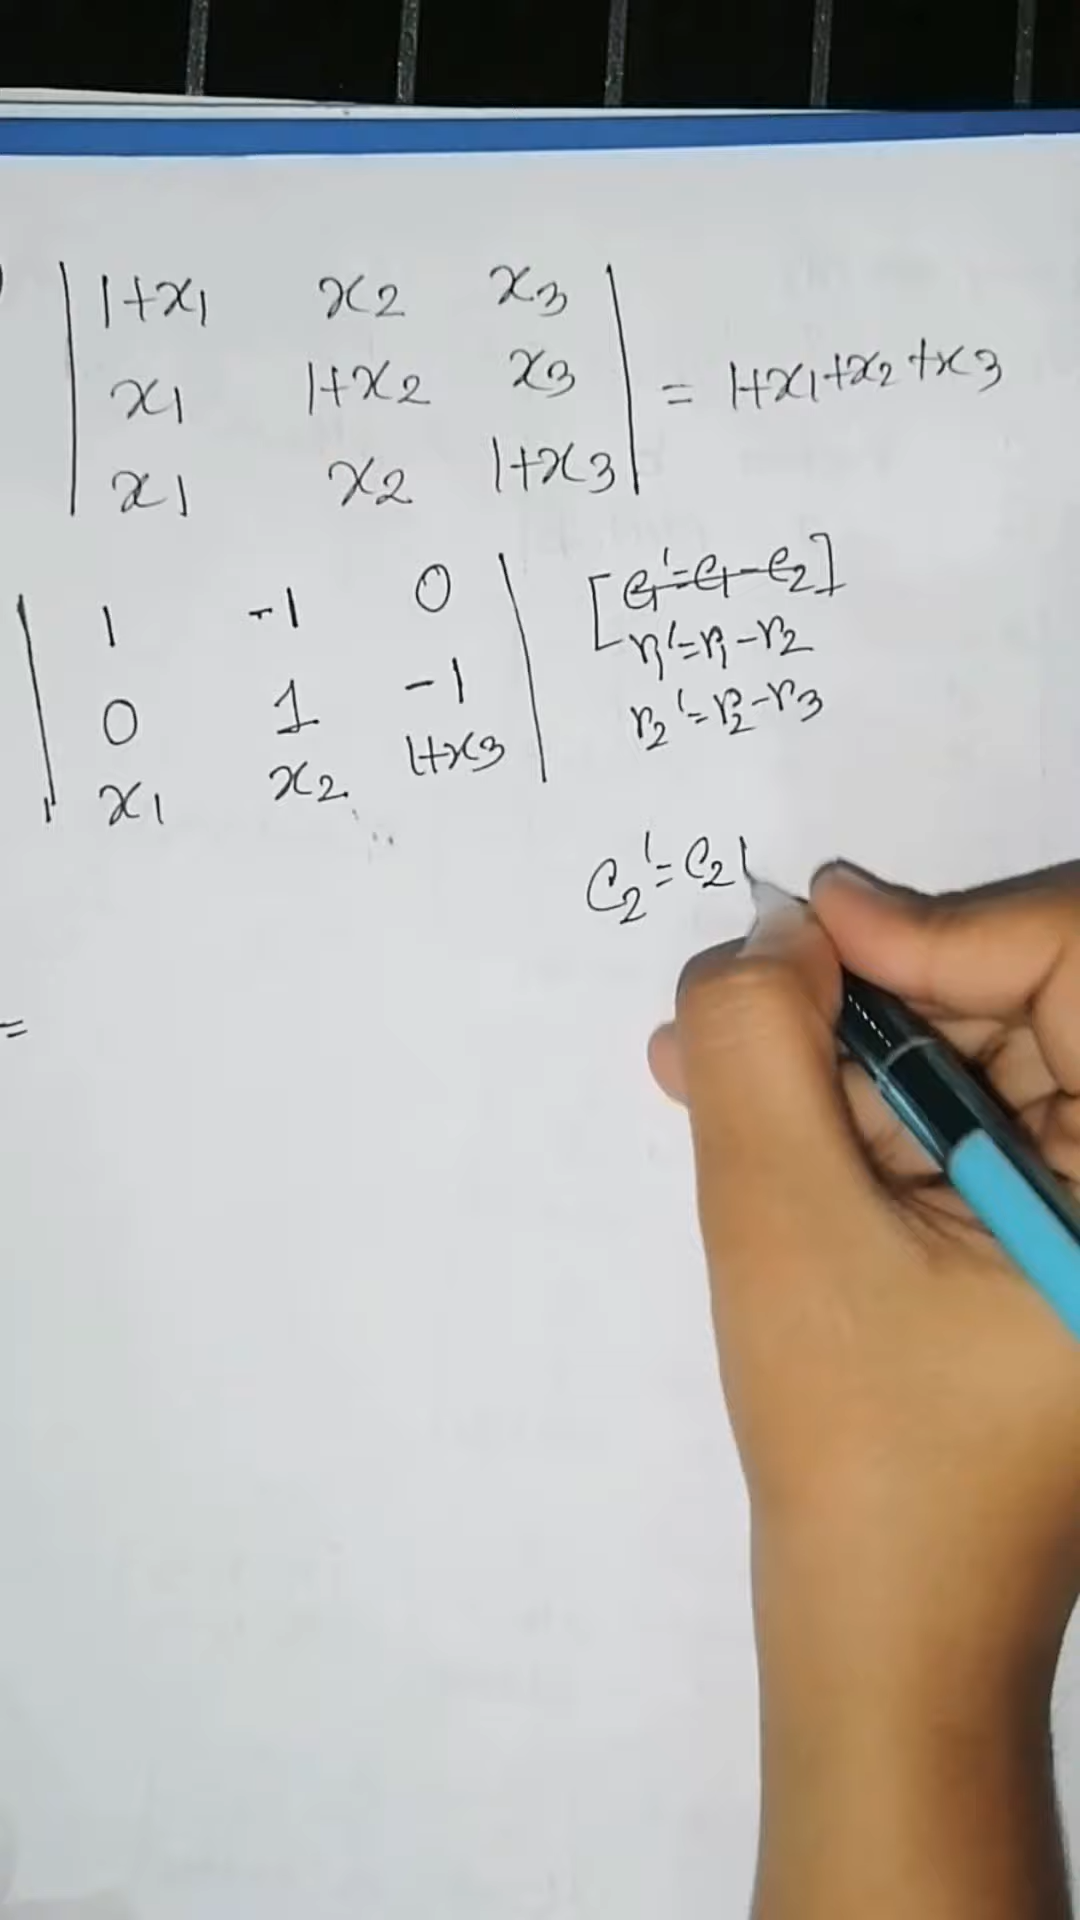 1+x₁ x₂ x₃
x₁ 1+x₂ x₃ = 1+x₁+x₂+x₃
x₁ x₂ 1+x₃
1 -1 0 [c₁'=c₁-c₂]
0 1 -1 r₁'=r₁-r₂
x₁ x₂ 1+x₃ r₂'=r₂-r₃
c₂'=c₂
=